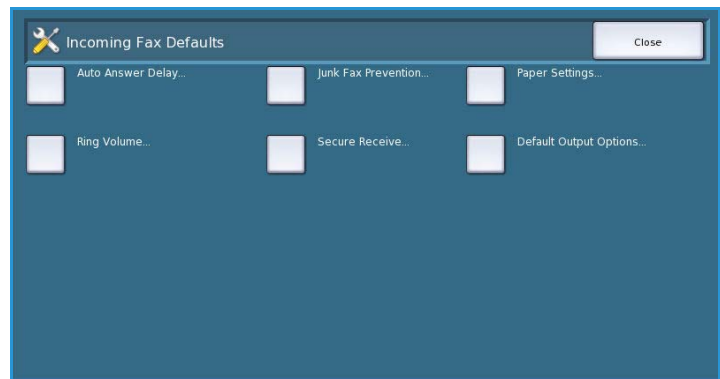 Incoming Fax Defaults
Close
Auto Answer Delay...
Junk Fax Prevention...
Paper Settings...
Ring Volume...
Secure Receive...
Default Output Options...